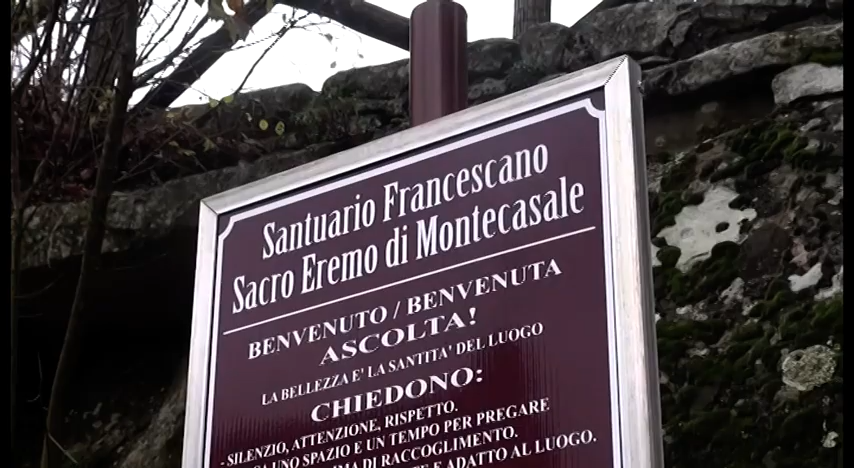 Santuario Francescano
Sacro Eremo di Montecasale
BENVENUTO / BENVENUTA
ASCOLTA!
LA BELLEZZA E' LA SANTITA' DEL LUOGO
CHIEDONO:
- SILENZIO, ATTENZIONE, RISPETTO.
UNO SPAZIO E UN TEMPO PER PREGARE
DI RACCOGLIMENTO.
E ADATTO AL LUOGO.